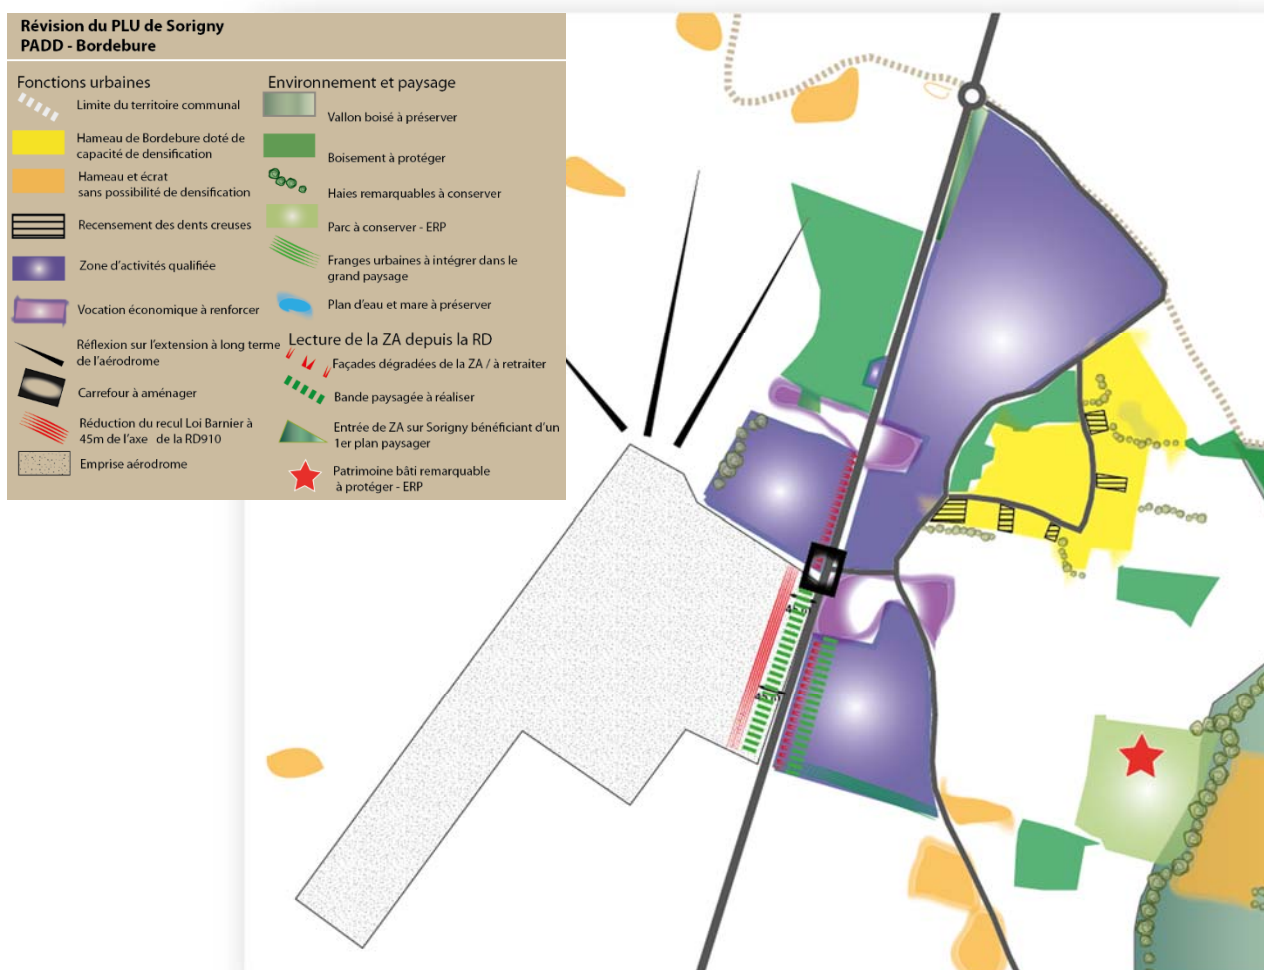 Révision du PLU de Sorigny
PADD - Bordebure
Fonctions urbaines
Limite du territoire communal
Hameau de Bordebure doté de
capacité de densification
Hameau et écrat
sans possibilité de densification
Recensement des dents creuses
Zone d'activités qualifiée
Vocation économique à renforcer
Réflexion sur l'extension à long terme
de l'aérodrome
Carrefour à aménager
Réduction du recul Loi Barnier à
45m de l'axe de la RD910
Emprise aérodrome
Environnement et paysage
Vallon boisé à préserver
Boisement à protéger
Haies remarquables à conserver
Parc à conserver - ERP
Franges urbaines à intégrer dans le
grand paysage
Plan d'eau et mare à préserver
Lecture de la ZA depuis la RD
Façades dégradées de la ZA / à retraiter
Bande paysagée à réaliser
Entrée de ZA sur Sorigny bénéficiant d'un
1er plan paysager
Patrimoine bâti remarquable
à protéger - ERP